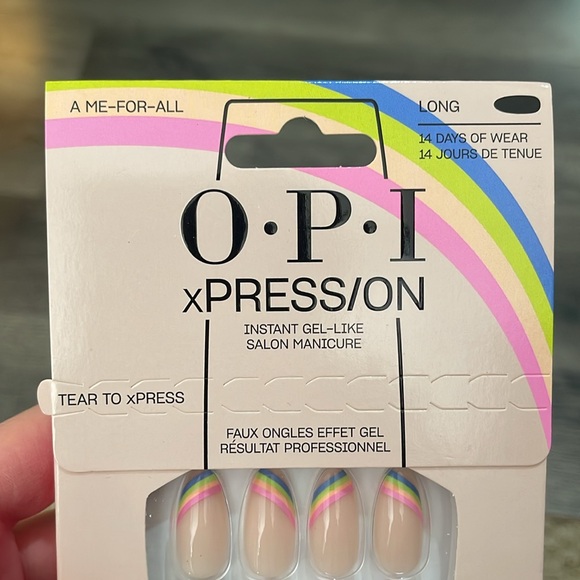 A ME-FOR-ALL
LONG
14 DAYS OF WEAR
14 JOURS DE TENUE
O·P·I
xPRESS/ON
INSTANT GEL-LIKE
SALON MANICURE
TEAR TO xPRESS
FAUX ONGLES EFFET GEL
RÉSULTAT PROFESSIONNEL